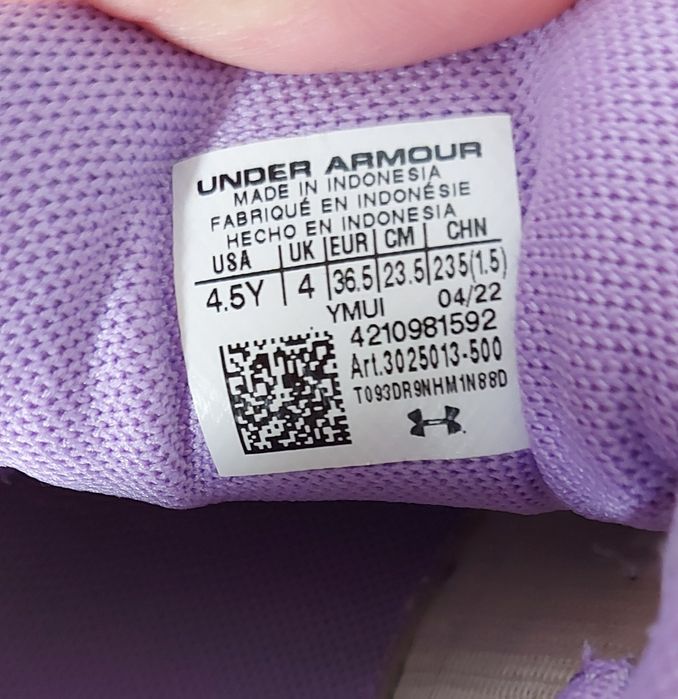 UNDER ARMOUR
MADE IN INDONESIA
FABRIQUÉ EN INDONÉSIE
HECHO EN INDONESIA
USA UK EUR CM CHN
4.5Y 4 36.5 23.5 235(1.5)
YMUI 04/22
4210981592
Art.3025013-500
T093DR9NHM1N88D